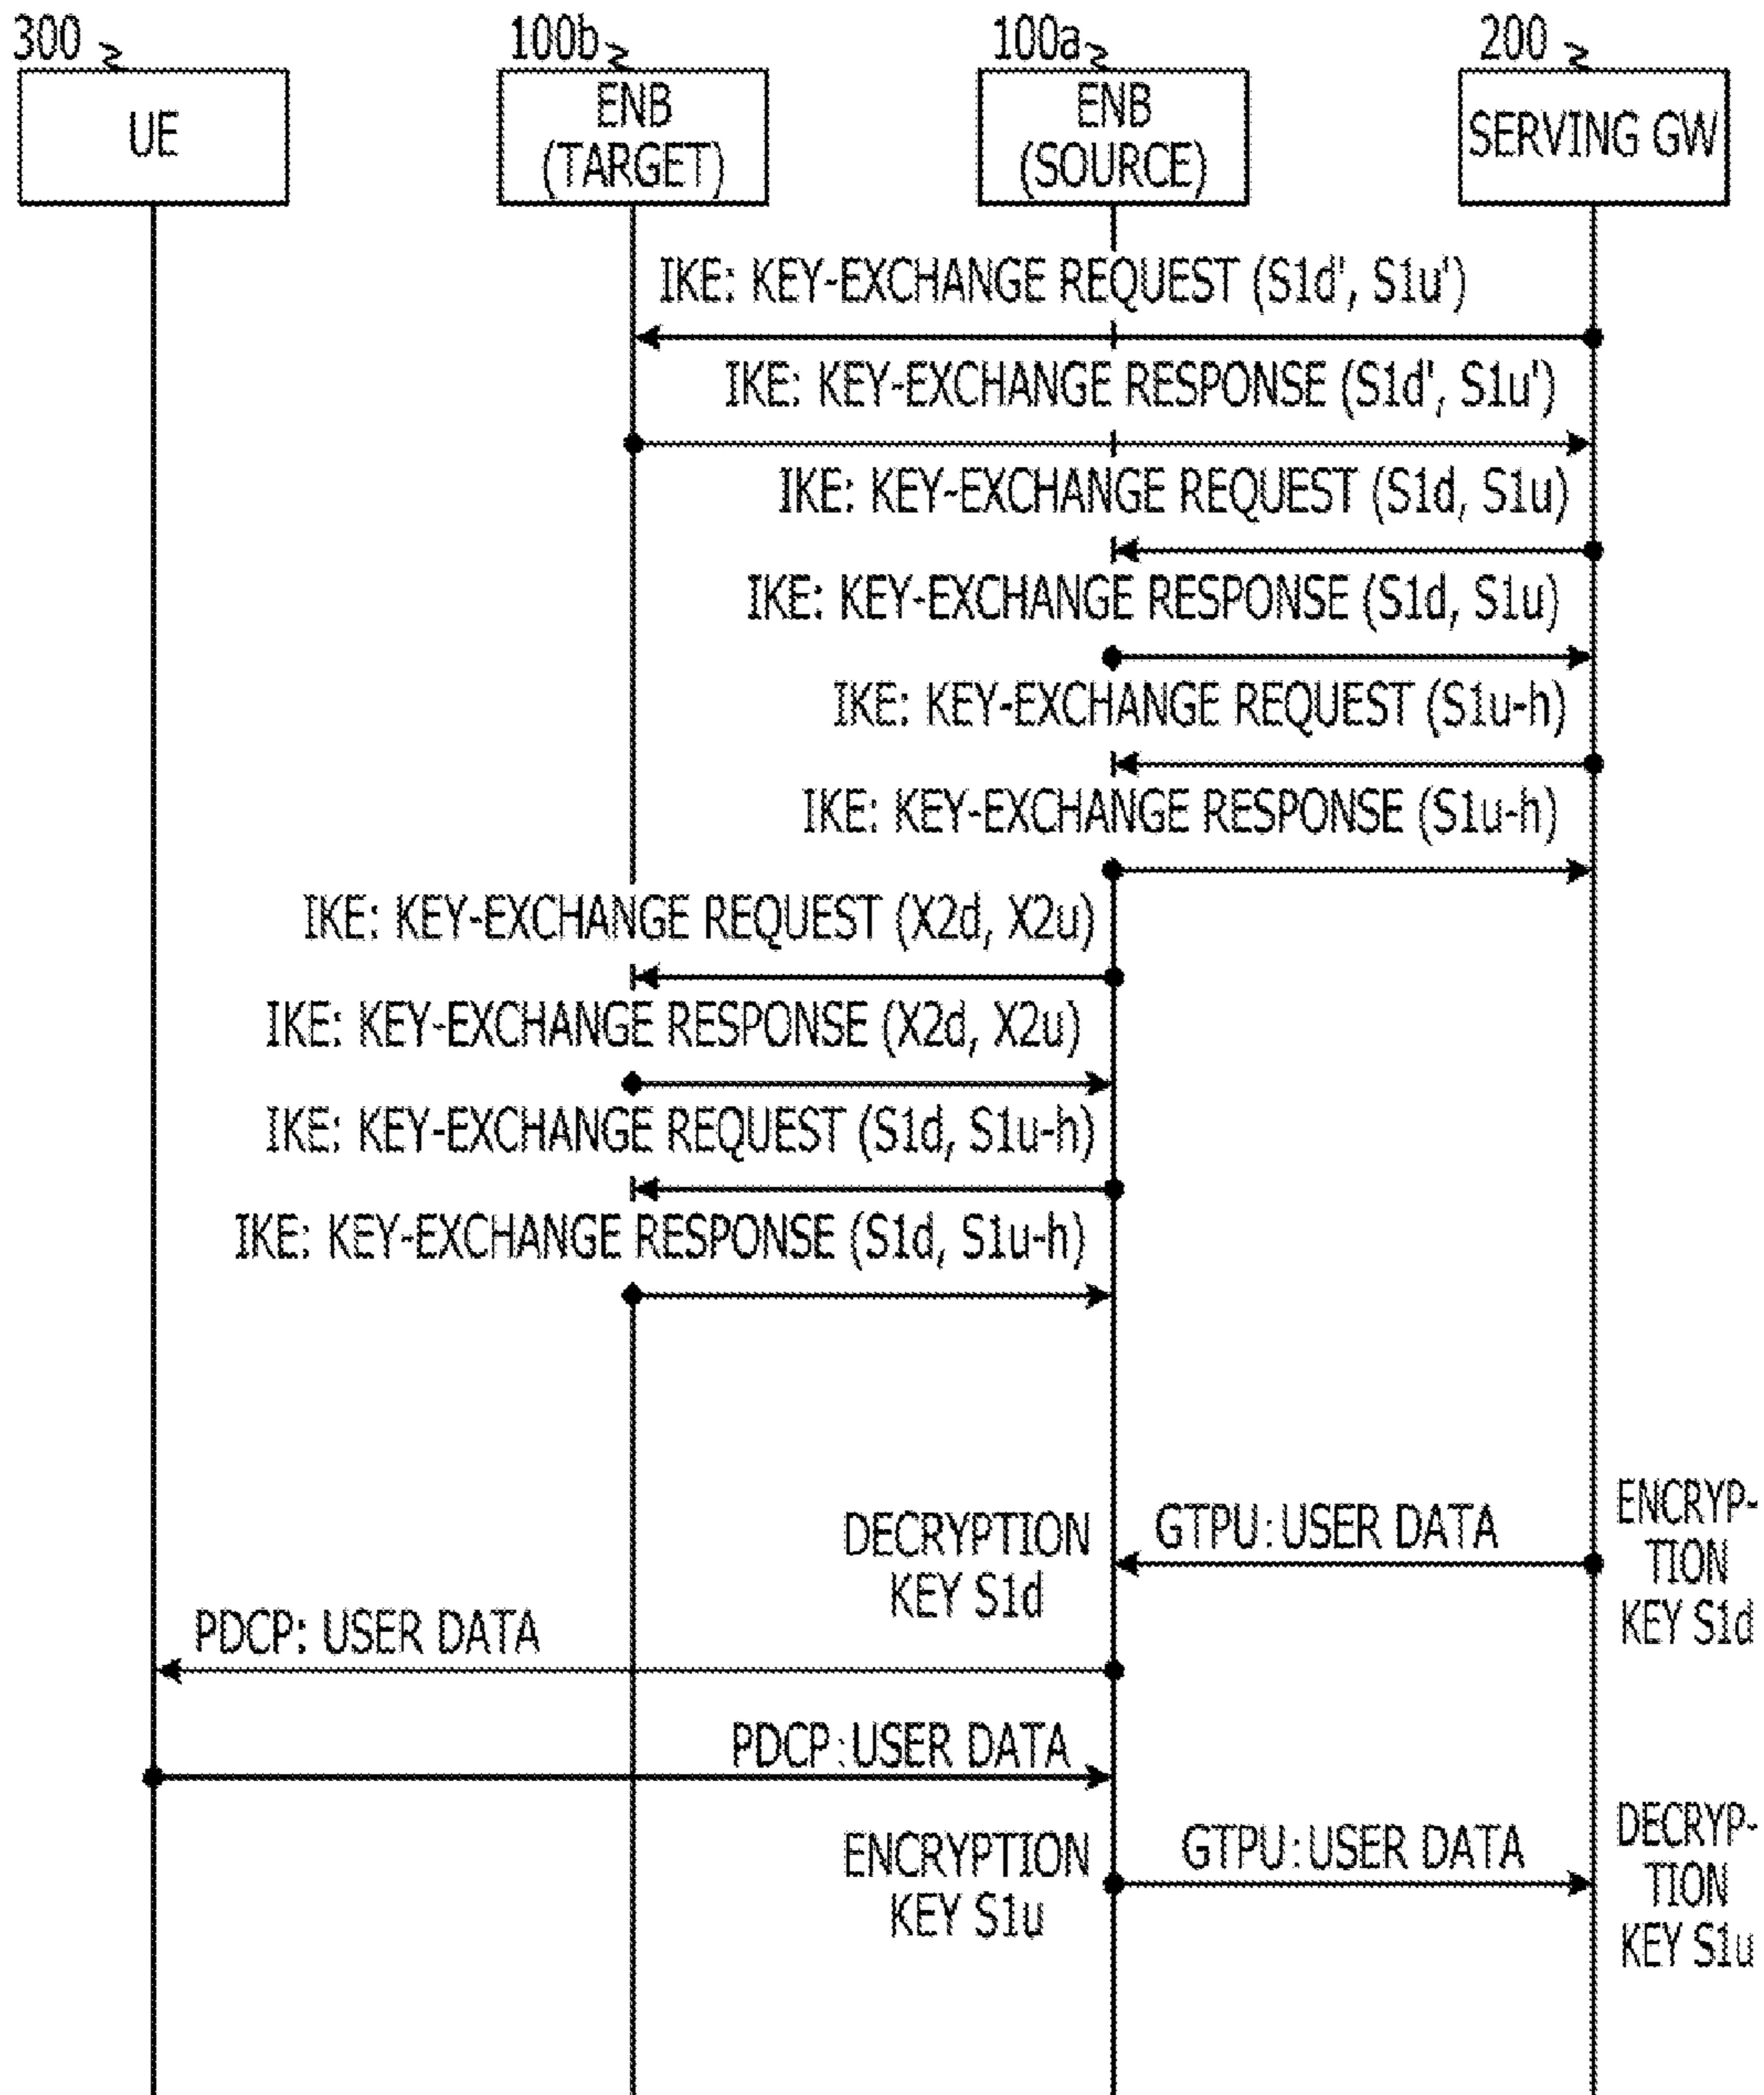 300
100b
100a
200
UE
ENB
(TARGET)
ENB
(SOURCE)
SERVING GW
IKE: KEY-EXCHANGE REQUEST (S1d', S1u')
IKE: KEY-EXCHANGE RESPONSE (S1d', S1u')
IKE: KEY-EXCHANGE REQUEST (S1d, S1u)
IKE: KEY-EXCHANGE RESPONSE (S1d, S1u)
IKE: KEY-EXCHANGE REQUEST (S1u-h)
IKE: KEY-EXCHANGE RESPONSE (S1u-h)
IKE: KEY-EXCHANGE REQUEST (X2d, X2u)
IKE: KEY-EXCHANGE RESPONSE (X2d, X2u)
IKE: KEY-EXCHANGE REQUEST (S1d, S1u-h)
IKE: KEY-EXCHANGE RESPONSE (S1d, S1u-h)
DECRYPTION
KEY S1d
GTPU: USER DATA
ENCRYP-
TION
KEY S1d
PDCP: USER DATA
PDCP: USER DATA
ENCRYPTION
KEY S1u
GTPU: USER DATA
DECRYP-
TION
KEY S1u